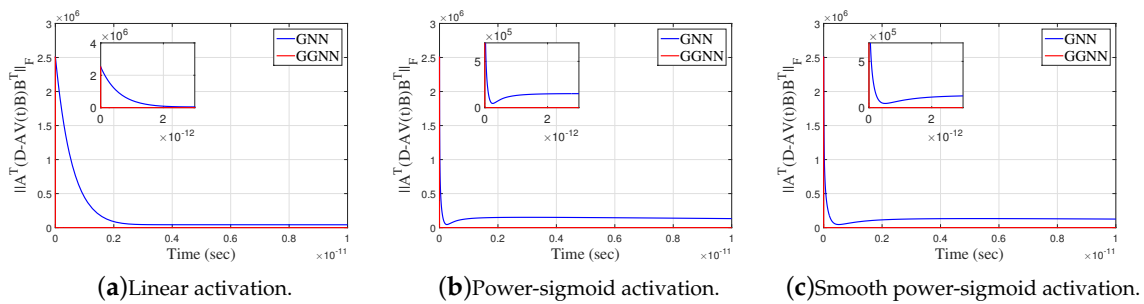 ×10⁶
||Aᵀ(D-AV(t)B)Bᵀ||_F
3
2.5
2
1.5
1
0.5
0
0 0.2 0.4 0.6 0.8 1
Time (sec)
×10⁻¹¹
GNN
GGNN
×10⁶
4
2
0
0 2
×10⁻¹²
(a)Linear activation.
×10⁶
||Aᵀ(D-AV(t)B)Bᵀ||_F
3
2.5
2
1.5
1
0.5
0
0 0.2 0.4 0.6 0.8 1
Time (sec)
×10⁻¹¹
GNN
GGNN
×10⁵
5
0
0 2
×10⁻¹²
(b)Power-sigmoid activation.
×10⁶
||Aᵀ(D-AV(t)B)Bᵀ||_F
3
2.5
2
1.5
1
0.5
0
0 0.2 0.4 0.6 0.8 1
Time (sec)
×10⁻¹¹
GNN
GGNN
×10⁵
5
0
0 2
×10⁻¹²
(c)Smooth power-sigmoid activation.